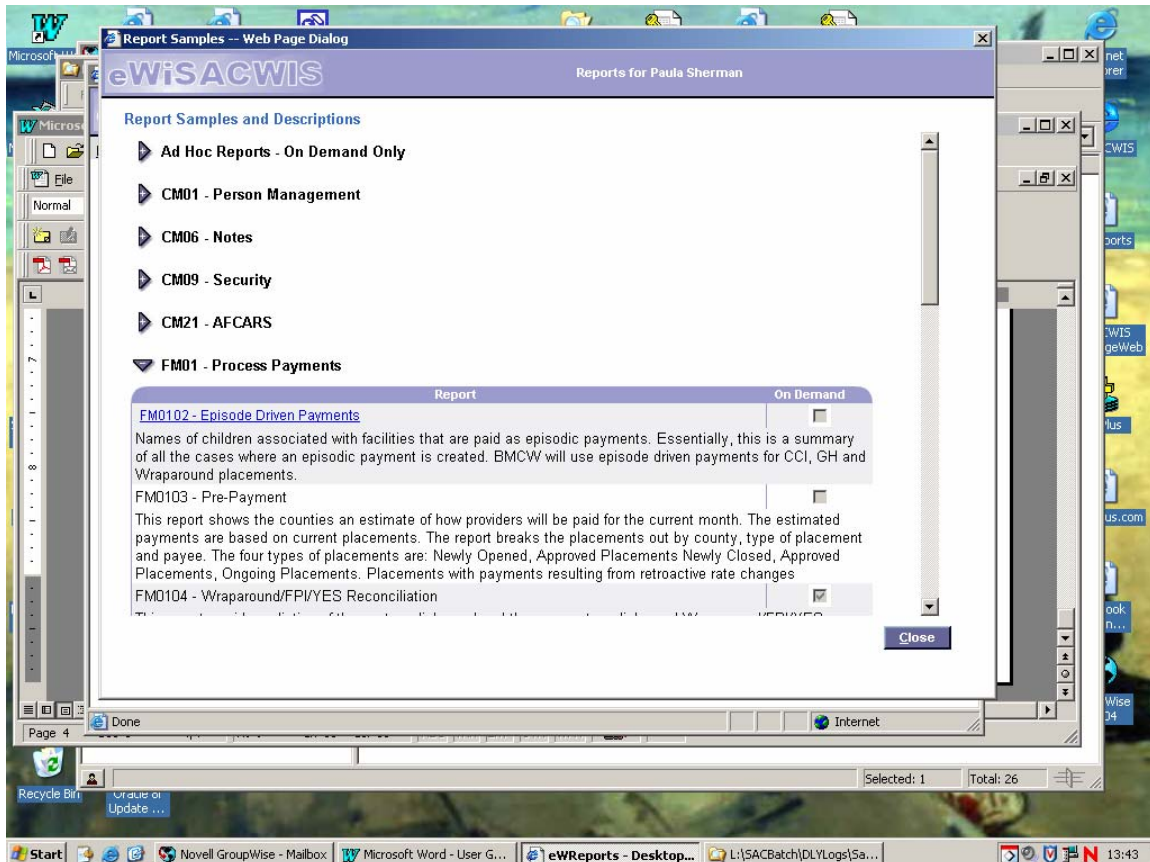 Report Samples -- Web Page Dialog
eWiSACWIS
Reports for Paula Sherman
Report Samples and Descriptions
Ad Hoc Reports - On Demand Only
CM01 - Person Management
CM06 - Notes
CM09 - Security
CM21 - AFCARS
FM01 - Process Payments
Report On Demand
FM0102 - Episode Driven Payments
Names of children associated with facilities that are paid as episodic payments. Essentially, this is a summary
of all the cases where an episodic payment is created. BMCW will use episode driven payments for CCI, GH and
Wraparound placements.
FM0103 - Pre-Payment
This report shows the counties an estimate of how providers will be paid for the current month. The estimated
payments are based on current placements. The report breaks the placements out by county, type of placement
and payee. The four types of placements are: Newly Opened, Approved Placements Newly Closed, Approved
Placements, Ongoing Placements. Placements with payments resulting from retroactive rate changes
FM0104 - Wraparound/FPI/YES Reconciliation
Close
Done
Internet
File
Normal
Page 4
Selected: 1
Total: 26
Recycle Bin
Update ...
Start
Novell GroupWise - Mailbox
Microsoft Word - User G...
eWReports - Desktop...
L:\SACBatch\DLYLogs\Sa...
13:43